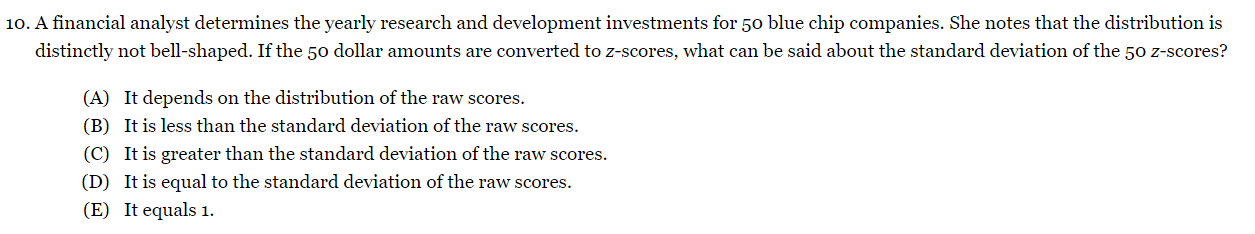 10. A financial analyst determines the yearly research and development investments for 50 blue chip companies. She notes that the distribution is
distinctly not bell-shaped. If the 50 dollar amounts are converted to z-scores, what can be said about the standard deviation of the 50 z-scores?
(A) It depends on the distribution of the raw scores.
(B) It is less than the standard deviation of the raw scores.
(C) It is greater than the standard deviation of the raw scores.
(D) It is equal to the standard deviation of the raw scores.
(E) It equals 1.